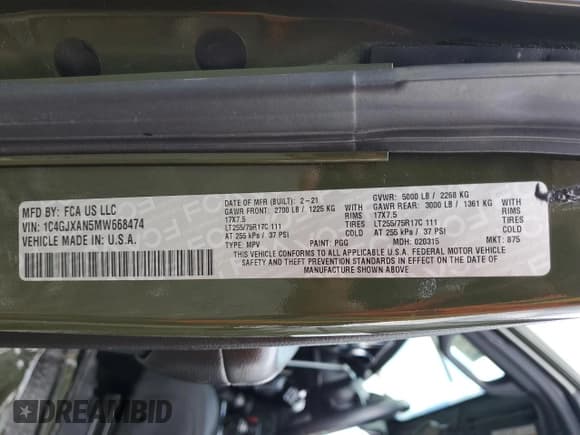 MFD BY: FCA US LLC
VIN: 1C4GJXAN5MW668474
VEHICLE MADE IN U.S.A.
DATE OF MFR (BUILT): 2-21
GAWR FRONT: 2700 LB / 1225 KG
17X7.5
LT255/75R17C 111 TIRES
AT 255 kPa / 37 PSI COLD
TYPE: MPV PAINT: PGG
GVWR: 5000 LB / 2268 KG
GAWR REAR: 3000 LB / 1361 KG
17X7.5
LT255/75R17C 111 TIRES
AT 255 kPa / 37 PSI COLD
MDH: 020315 MKT: 875
THIS VEHICLE CONFORMS TO ALL APPLICABLE U.S.A. FEDERAL MOTOR VEHICLE
SAFETY AND THEFT PREVENTION STANDARDS IN EFFECT ON THE DATE OF
MANUFACTURE SHOWN ABOVE.
DREAMBID